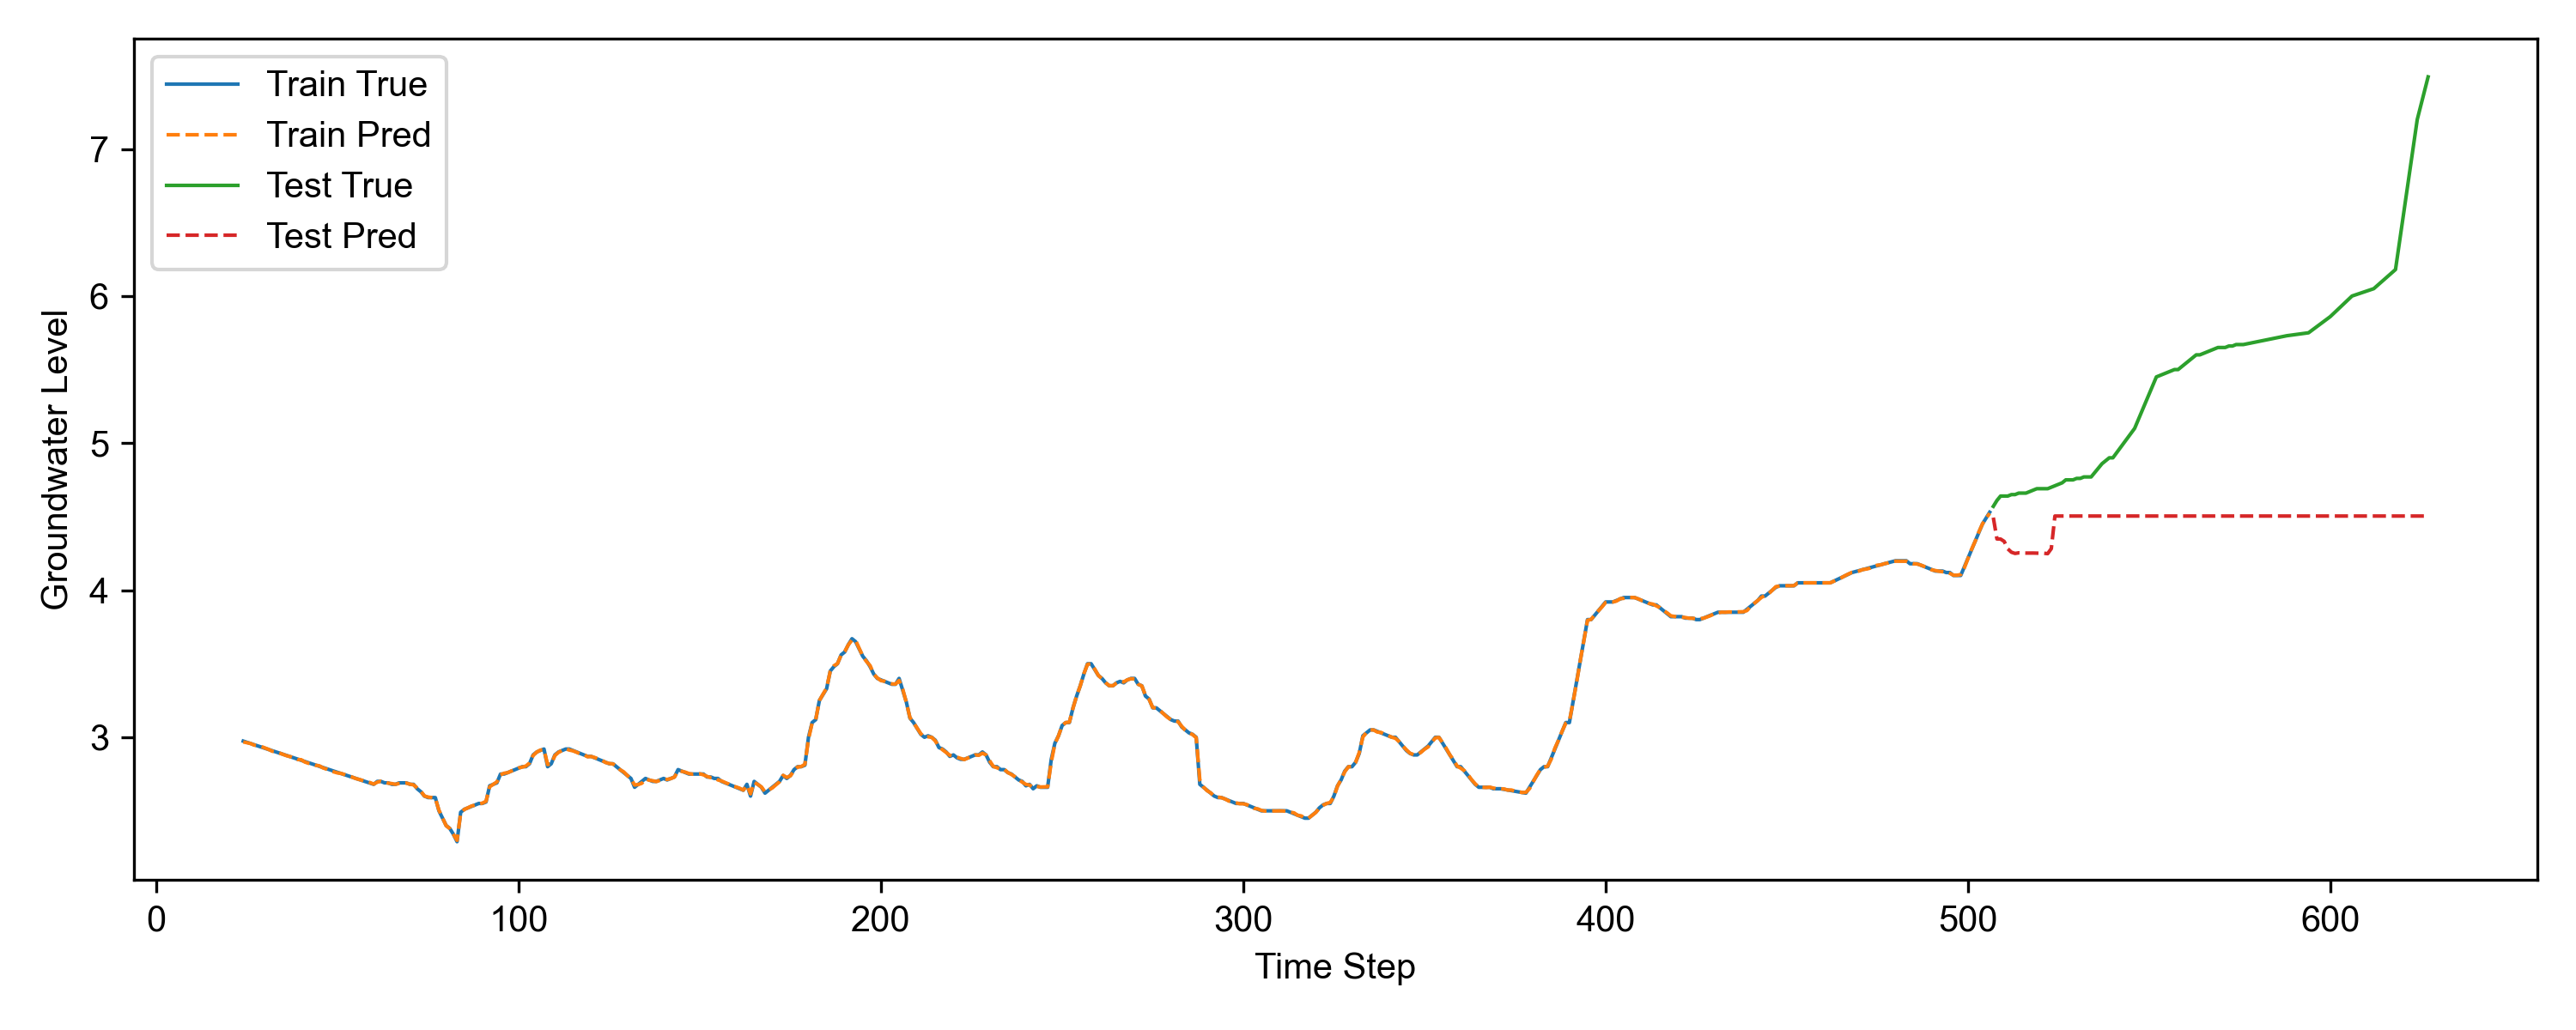 Train True
Train Pred
Test True
Test Pred
7
6
5
4
3
Groundwater Level
0 100 200 300 400 500 600
Time Step